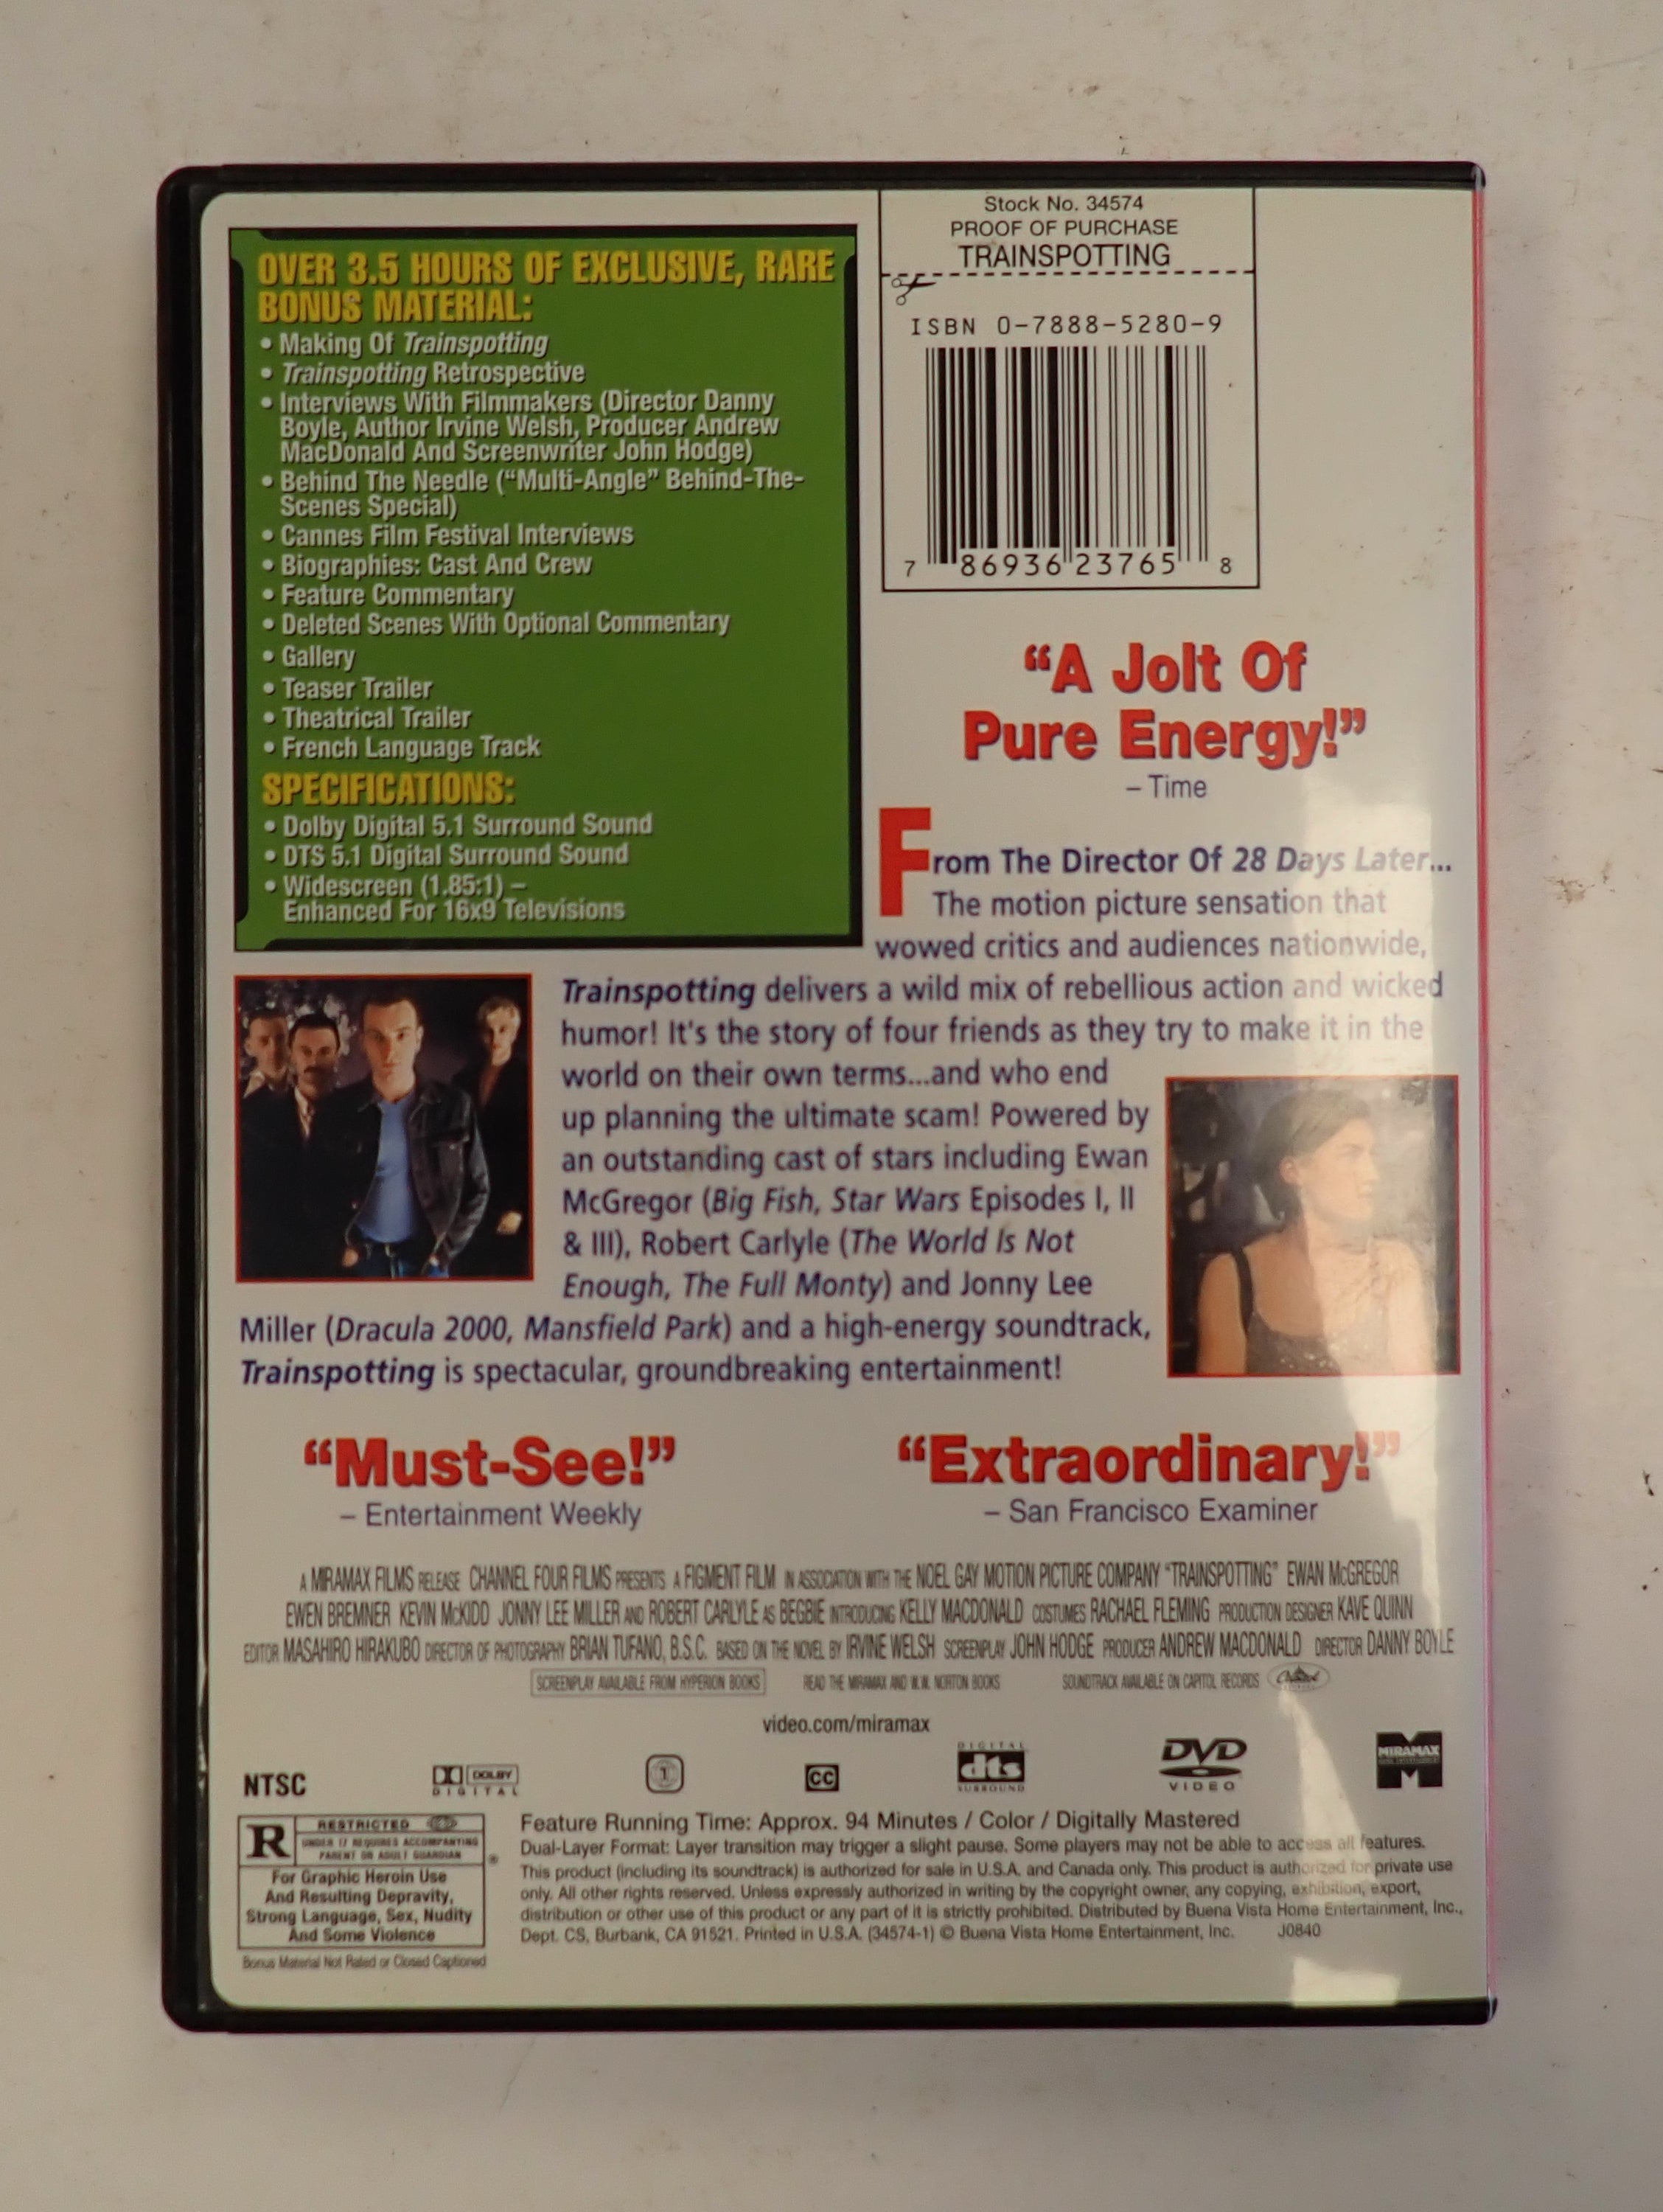 Stock No. 34574
PROOF OF PURCHASE
TRAINSPOTTING
ISBN 0-7888-5280-9
7 86936 23765 8
OVER 3.5 HOURS OF EXCLUSIVE, RARE
BONUS MATERIAL:
• Making Of Trainspotting
• Trainspotting Retrospective
• Interviews With Filmmakers (Director Danny
Boyle, Author Irvine Welsh, Producer Andrew
MacDonald And Screenwriter John Hodge)
• Behind The Needle (“Multi-Angle” Behind-The-
Scenes Special)
• Cannes Film Festival Interviews
• Biographies: Cast And Crew
• Feature Commentary
• Deleted Scenes With Optional Commentary
• Gallery
• Teaser Trailer
• Theatrical Trailer
• French Language Track
SPECIFICATIONS:
• Dolby Digital 5.1 Surround Sound
• DTS 5.1 Digital Surround Sound
• Widescreen (1.85:1) –
Enhanced For 16x9 Televisions
“A Jolt Of
Pure Energy!”
– Time
From The Director Of 28 Days Later...
The motion picture sensation that
wowed critics and audiences nationwide,
Trainspotting delivers a wild mix of rebellious action and wicked
humor! It's the story of four friends as they try to make it in the
world on their own terms...and who end
up planning the ultimate scam! Powered by
an outstanding cast of stars including Ewan
McGregor (Big Fish, Star Wars Episodes I, II
& III), Robert Carlyle (The World Is Not
Enough, The Full Monty) and Jonny Lee
Miller (Dracula 2000, Mansfield Park) and a high-energy soundtrack,
Trainspotting is spectacular, groundbreaking entertainment!
“Must-See!”
– Entertainment Weekly
“Extraordinary!”
– San Francisco Examiner
A MIRAMAX FILMS RELEASE CHANNEL FOUR FILMS PRESENTS A FIGMENT FILM IN ASSOCIATION WITH THE NOEL GAY MOTION PICTURE COMPANY “TRAINSPOTTING” EWAN McGREGOR
EWEN BREMNER KEVIN McKIDD JONNY LEE MILLER AND ROBERT CARLYLE AS BEGBIE INTRODUCING KELLY MACDONALD COSTUMES RACHAEL FLEMING PRODUCTION DESIGNER KAVE QUINN
EDITOR MASAHIRO HIRAKUBO DIRECTOR OF PHOTOGRAPHY BRIAN TUFANO, B.S.C. BASED ON THE NOVEL BY IRVINE WELSH SCREENPLAY JOHN HODGE PRODUCER ANDREW MACDONALD DIRECTOR DANNY BOYLE
SCREENPLAY AVAILABLE FROM HYPERION BOOKS READ THE MIRAMAX AND W.W. NORTON BOOKS SOUNDTRACK AVAILABLE ON CAPITOL RECORDS Capitol
video.com/miramax
NTSC DOLBY DIGITAL 1 CC DIGITAL dts SURROUND DVD VIDEO MIRAMAX
R RESTRICTED
UNDER 17 REQUIRES ACCOMPANYING
PARENT OR ADULT GUARDIAN
For Graphic Heroin Use
And Resulting Depravity,
Strong Language, Sex, Nudity
And Some Violence
Bonus Material Not Rated or Closed Captioned
Feature Running Time: Approx. 94 Minutes / Color / Digitally Mastered
Dual-Layer Format: Layer transition may trigger a slight pause. Some players may not be able to access all features.
This product (including its soundtrack) is authorized for sale in U.S.A. and Canada only. This product is authorized for private use
only. All other rights reserved. Unless expressly authorized in writing by the copyright owner, any copying, exhibition, export,
distribution or other use of this product or any part of it is strictly prohibited. Distributed by Buena Vista Home Entertainment, Inc.,
Dept. CS, Burbank, CA 91521. Printed in U.S.A. (34574-1) © Buena Vista Home Entertainment, Inc. J0840